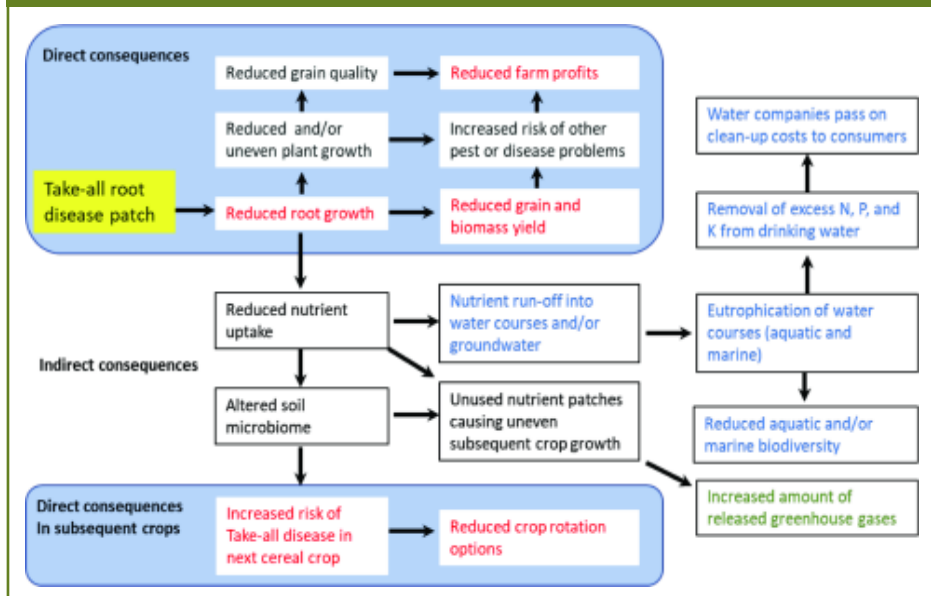 Direct consequences
Reduced grain quality
Reduced farm profits
Reduced and/or
uneven plant growth
Increased risk of other
pest or disease problems
Take-all root
disease patch
Reduced root growth
Reduced grain and
biomass yield
Water companies pass on
clean-up costs to consumers
Removal of excess N, P, and
K from drinking water
Reduced nutrient
uptake
Nutrient run-off into
water courses and/or
groundwater
Eutrophication of water
courses (aquatic and
marine)
Indirect consequences
Altered soil
microbiome
Unused nutrient patches
causing uneven
subsequent crop growth
Reduced aquatic and/or
marine biodiversity
Increased amount of
released greenhouse gases
Direct consequences
In subsequent crops
Increased risk of
Take-all disease in
next cereal crop
Reduced crop rotation
options